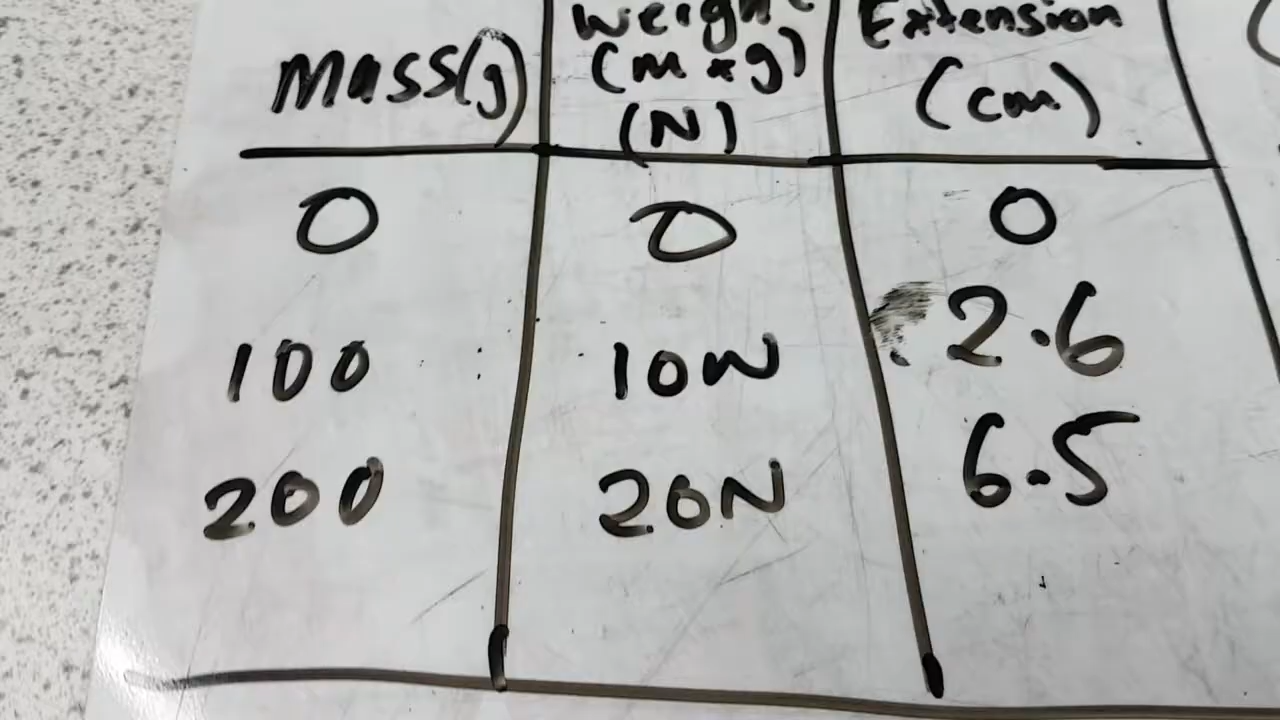 Mass(g) Weight (m x g) (N) Extension (cm)
0 0 0
100 10N 2.6
200 20N 6.5